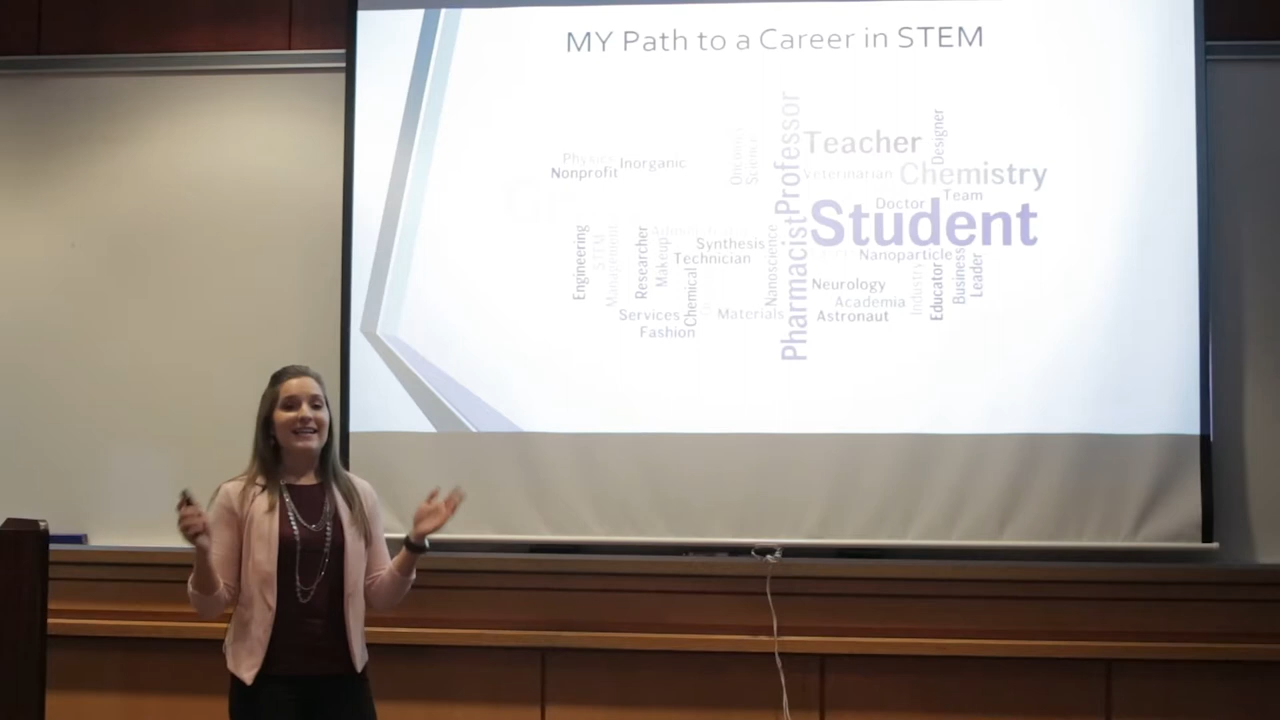 MY Path to a Career in STEM
Professor
Designer
Teacher
Physics
Inorganic
Nonprofit
Science
Veterinarian
Chemistry
Team
Doctor
Student
Engineering
STEM
Management
Researcher
Makeup
Synthesis
Technician
Chemical
Nanoscience
Pharmacist
Nanoparticle
Neurology
Industry
Educator
Business
Leader
Academia
Services
Materials
Astronaut
Fashion